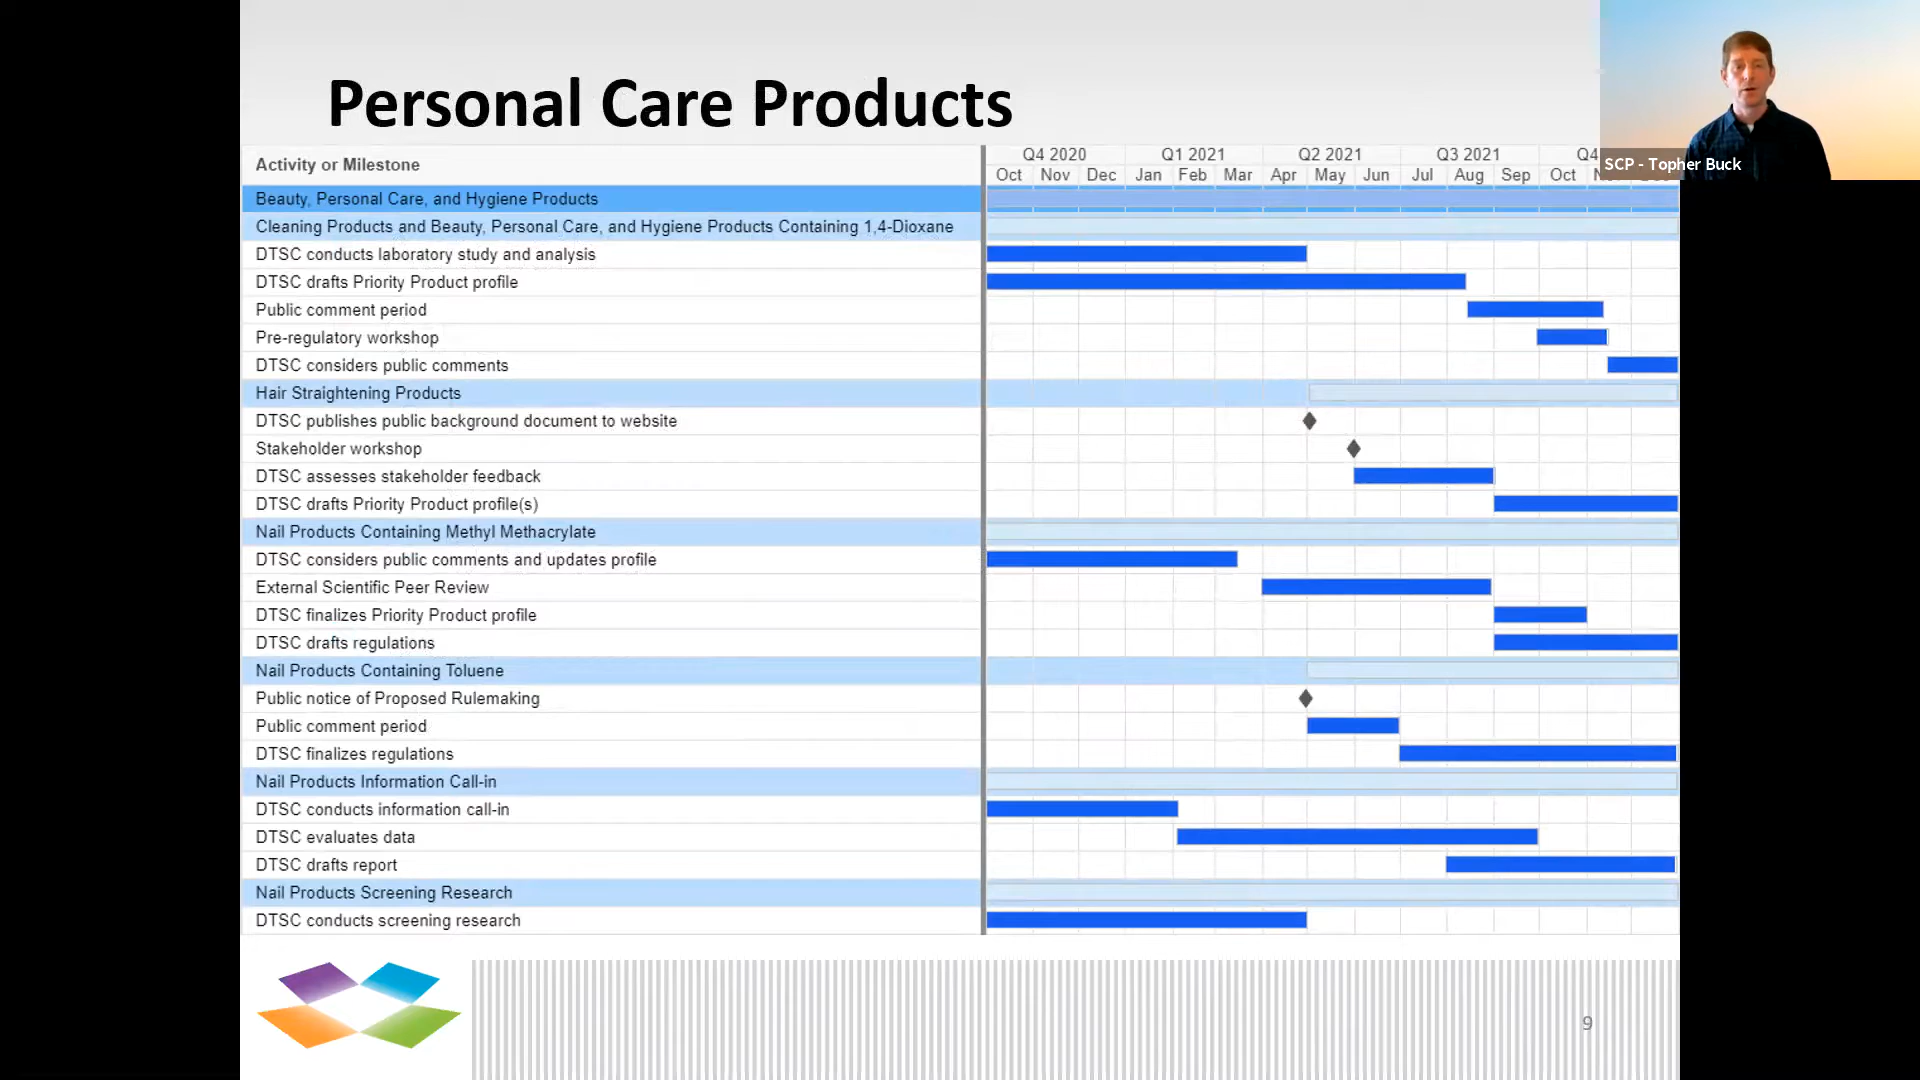 Personal Care Products
SCP - Topher Buck
Activity or Milestone
Q4 2020 Q1 2021 Q2 2021 Q3 2021 Q4
Oct Nov Dec Jan Feb Mar Apr May Jun Jul Aug Sep Oct
Beauty, Personal Care, and Hygiene Products
Cleaning Products and Beauty, Personal Care, and Hygiene Products Containing 1,4-Dioxane
DTSC conducts laboratory study and analysis
DTSC drafts Priority Product profile
Public comment period
Pre-regulatory workshop
DTSC considers public comments
Hair Straightening Products
DTSC publishes public background document to website
Stakeholder workshop
DTSC assesses stakeholder feedback
DTSC drafts Priority Product profile(s)
Nail Products Containing Methyl Methacrylate
DTSC considers public comments and updates profile
External Scientific Peer Review
DTSC finalizes Priority Product profile
DTSC drafts regulations
Nail Products Containing Toluene
Public notice of Proposed Rulemaking
Public comment period
DTSC finalizes regulations
Nail Products Information Call-in
DTSC conducts information call-in
DTSC evaluates data
DTSC drafts report
Nail Products Screening Research
DTSC conducts screening research
9